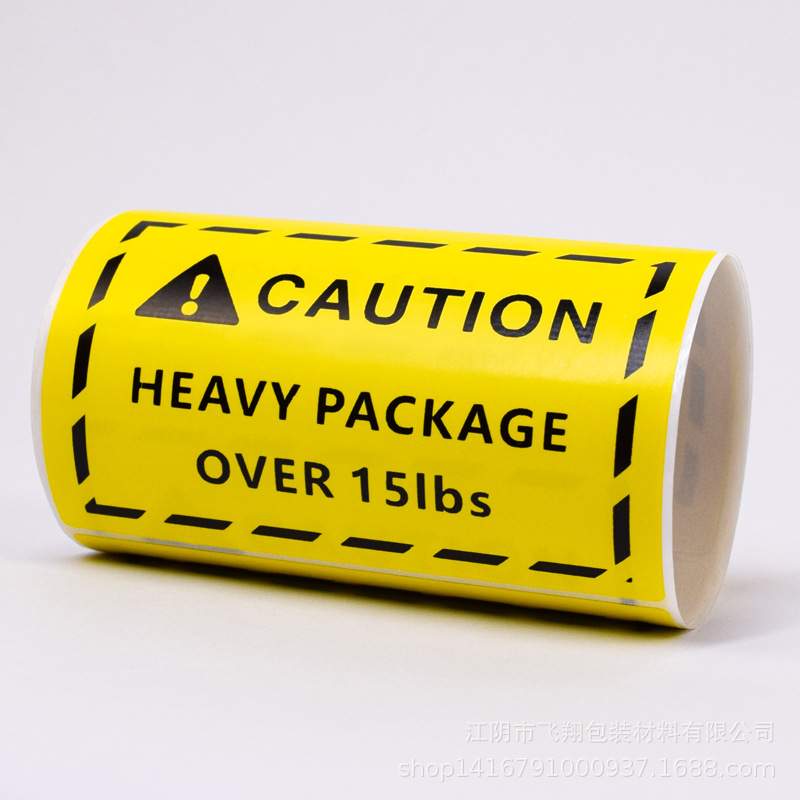 CAUTION
HEAVY PACKAGE
OVER 15lbs
江阴市飞翔包装材料有限公司
shop1416791000937.1688.com